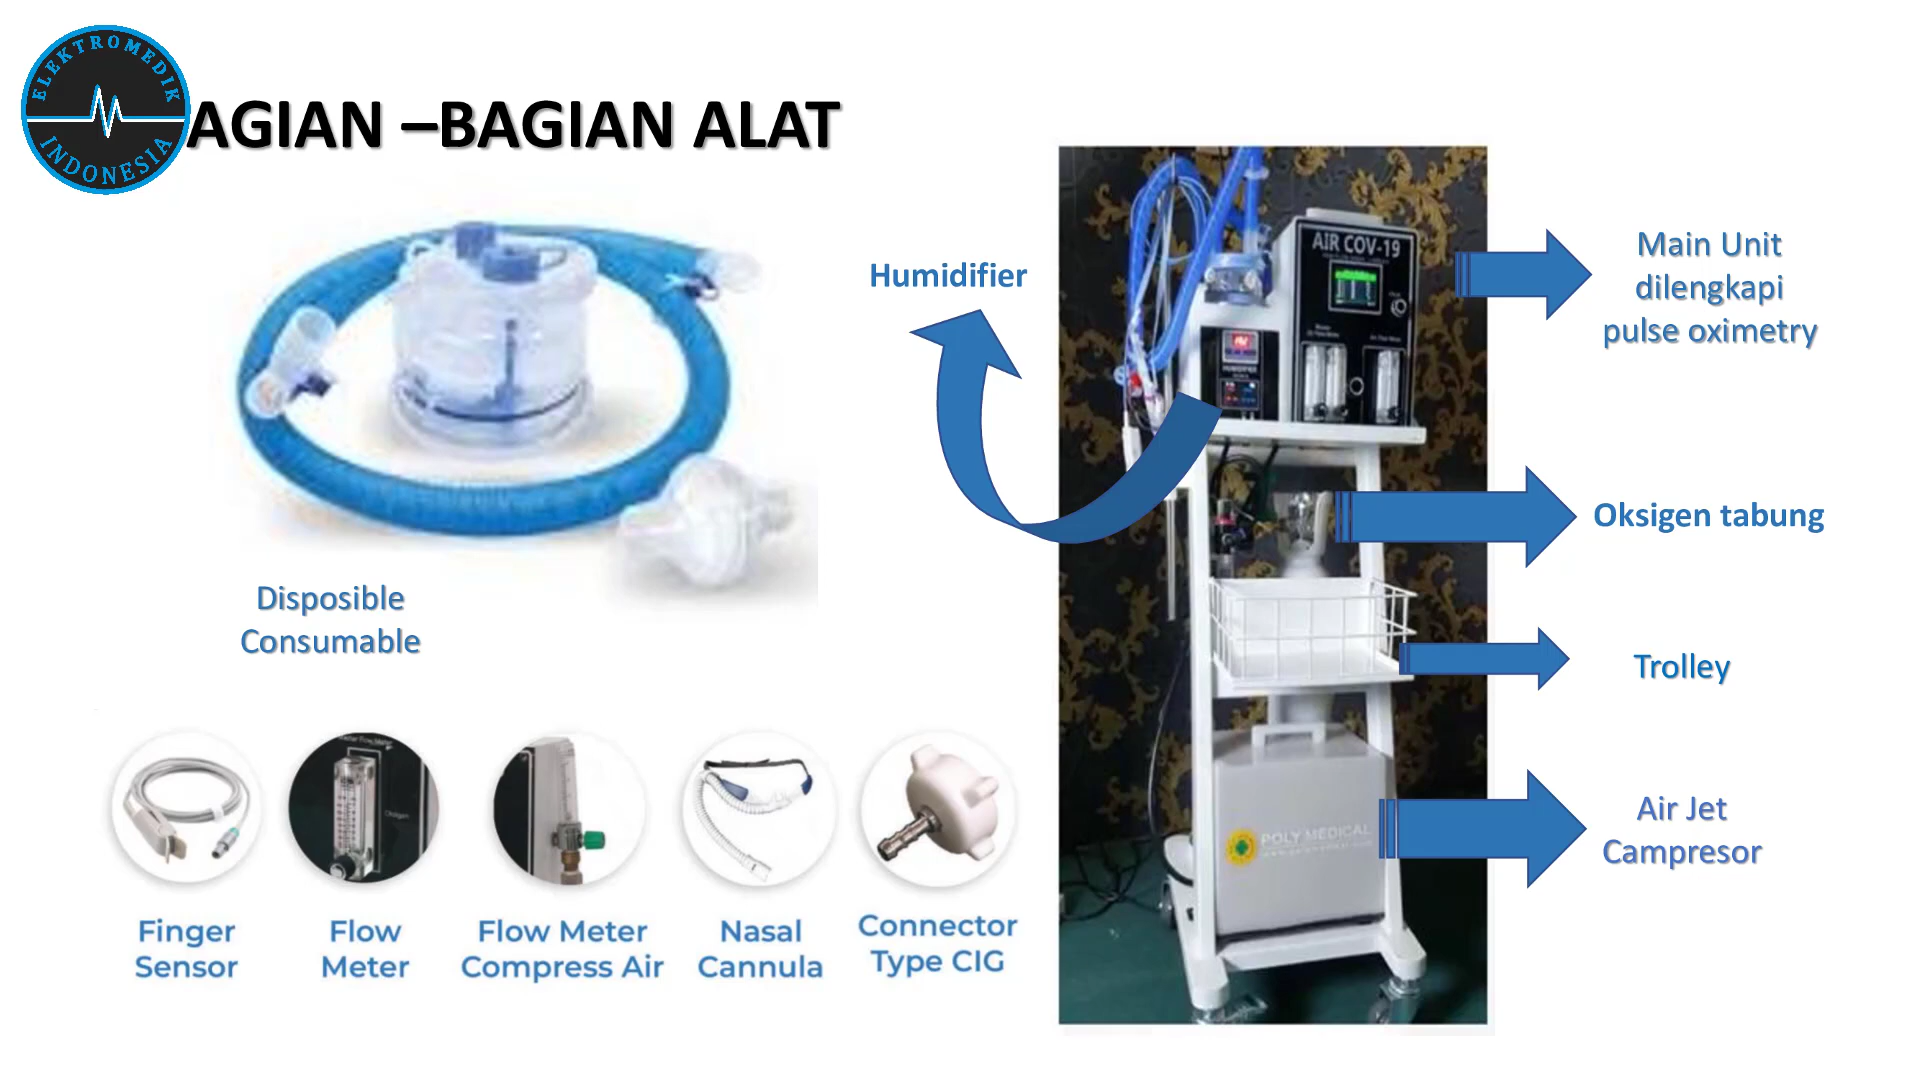 ELEKTROMEDIK
INDONESIA
AGIAN –BAGIAN ALAT
Humidifier
AIR COV-19
HUMIDIFIER
Main Unit
dilengkapi
pulse oximetry
Oksigen tabung
Trolley
POLY MEDICAL
Air Jet
Campresor
Disposible
Consumable
Finger
Sensor
Flow
Meter
Flow Meter
Compress Air
Nasal
Cannula
Connector
Type CIG